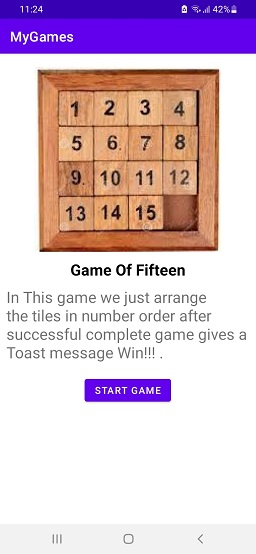 11:24 42%
MyGames
1 2 3 4
5 6 7 8
9 10 11 12
13 14 15
Game Of Fifteen
In This game we just arrange
the tiles in number order after
successful complete game gives a
Toast message Win!!! .
START GAME